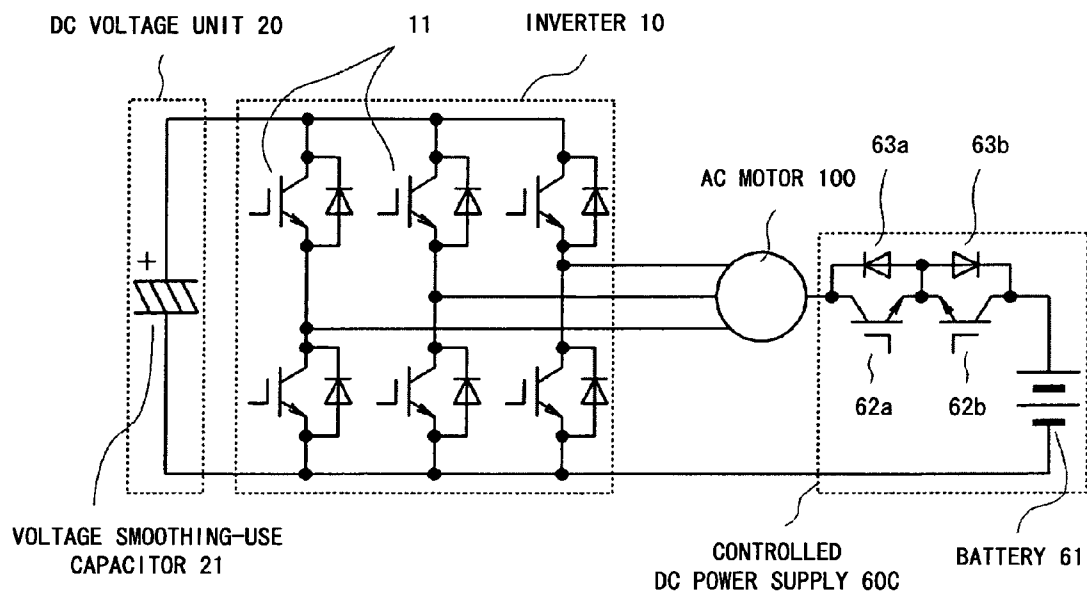 DC VOLTAGE UNIT 20
11
INVERTER 10
63a
63b
AC MOTOR 100
+
62a
62b
VOLTAGE SMOOTHING-USE
CAPACITOR 21
CONTROLLED
DC POWER SUPPLY 60C
BATTERY 61